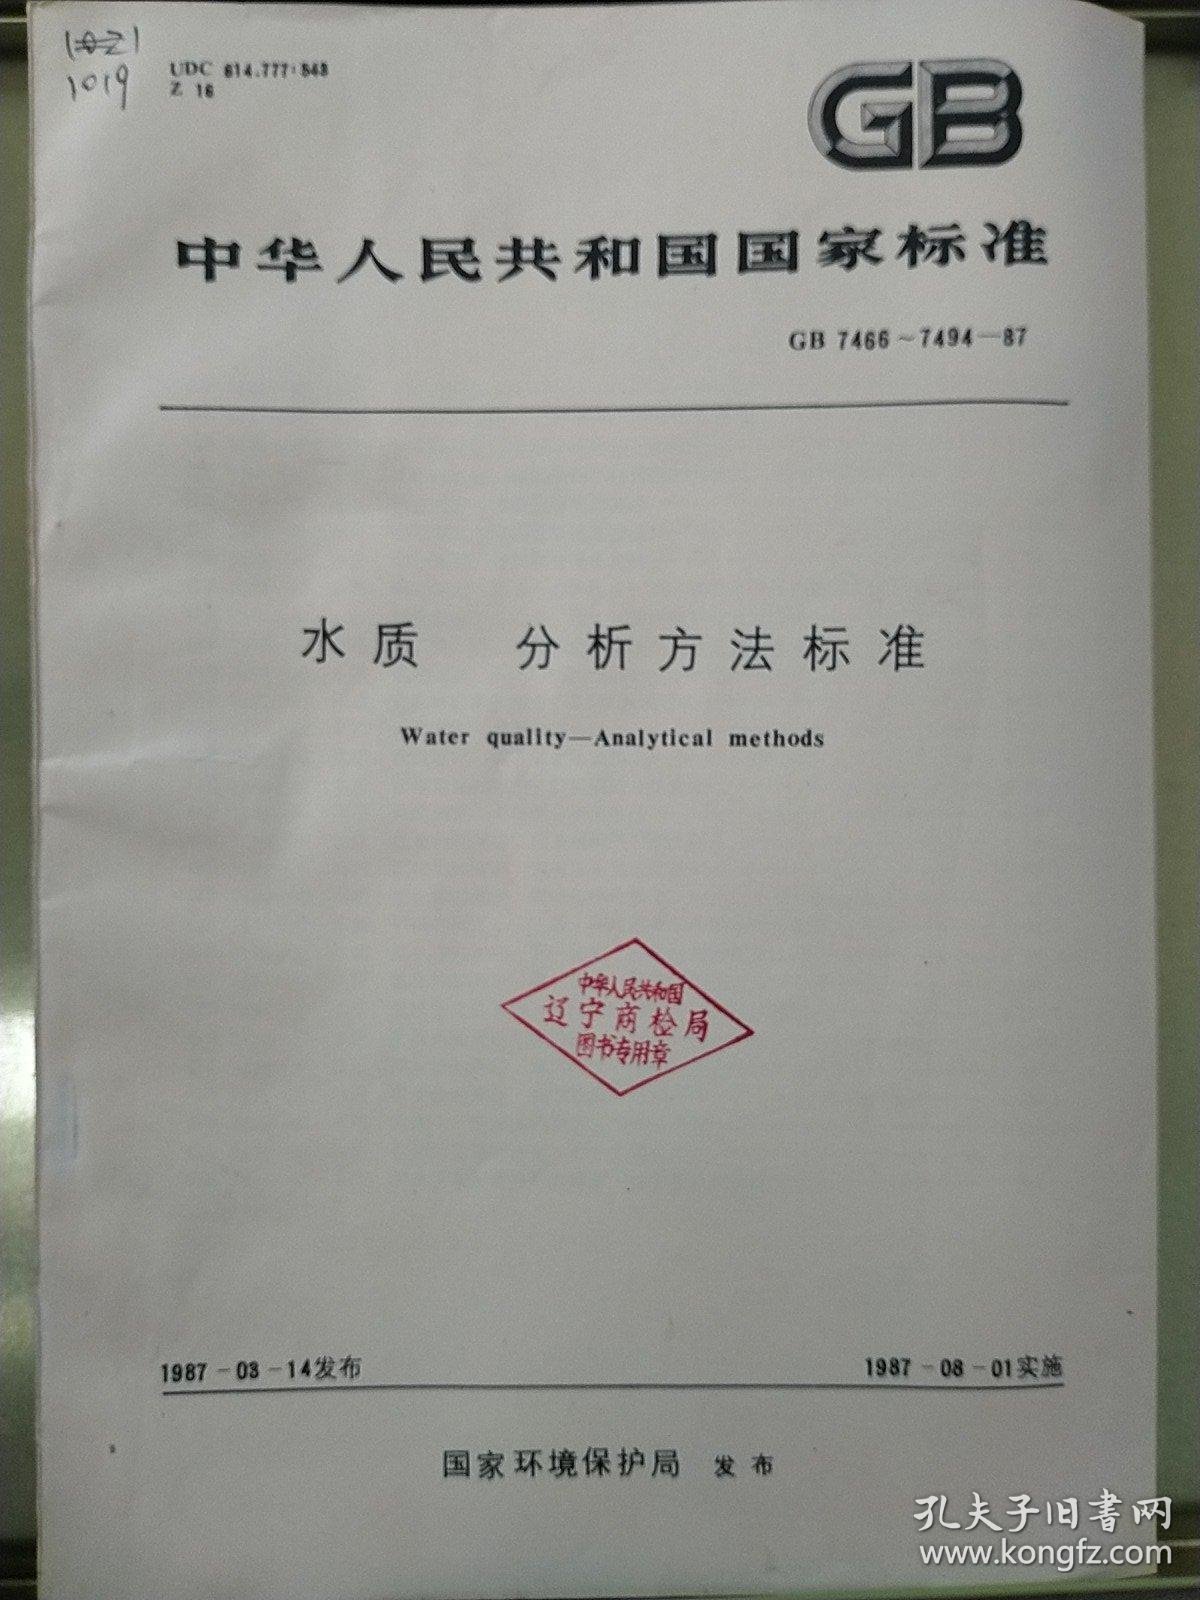 1021
1019
UDC 614.777:543
Z 16
GB
中华人民共和国国家标准
GB 7466～7494—87
水质 分析方法标准
Water quality—Analytical methods
中华人民共和国
辽宁商检局
图书专用章
1987-03-14发布
1987-08-01实施
国家环境保护局 发布
孔夫子旧書网
www.kongfz.com